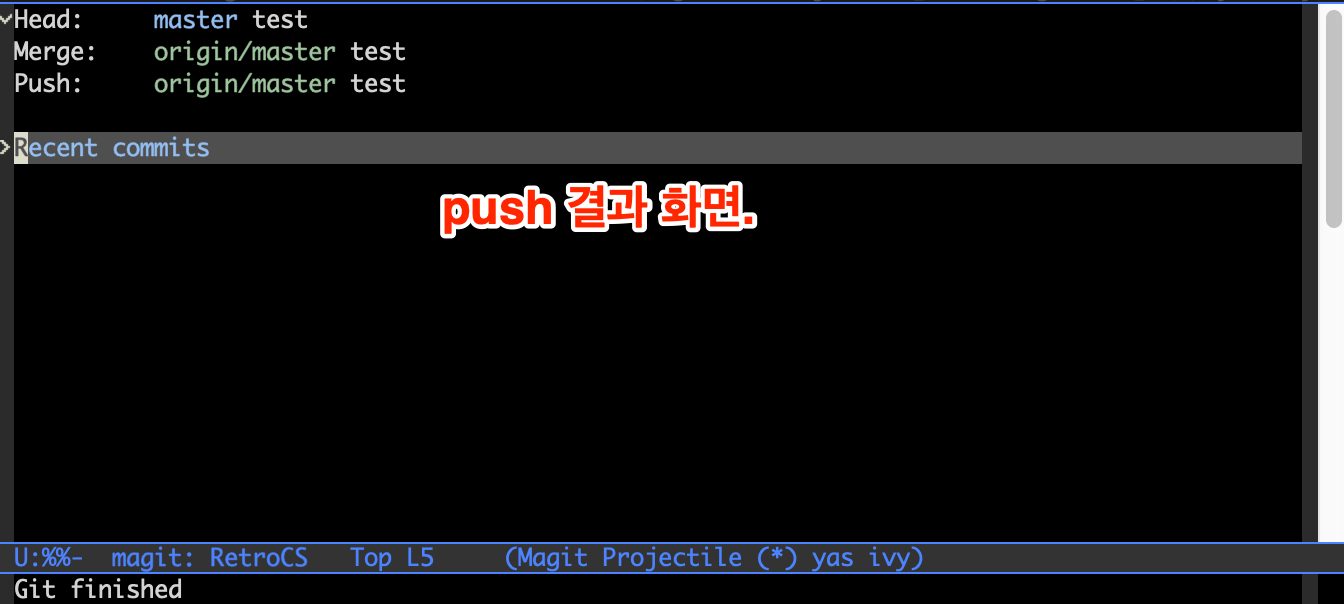 Head:     master test
Merge:    origin/master test
Push:     origin/master test
Recent commits
push 결과 화면.
U:%%-  magit: RetroCS   Top L5     (Magit Projectile (*) yas ivy)
Git finished